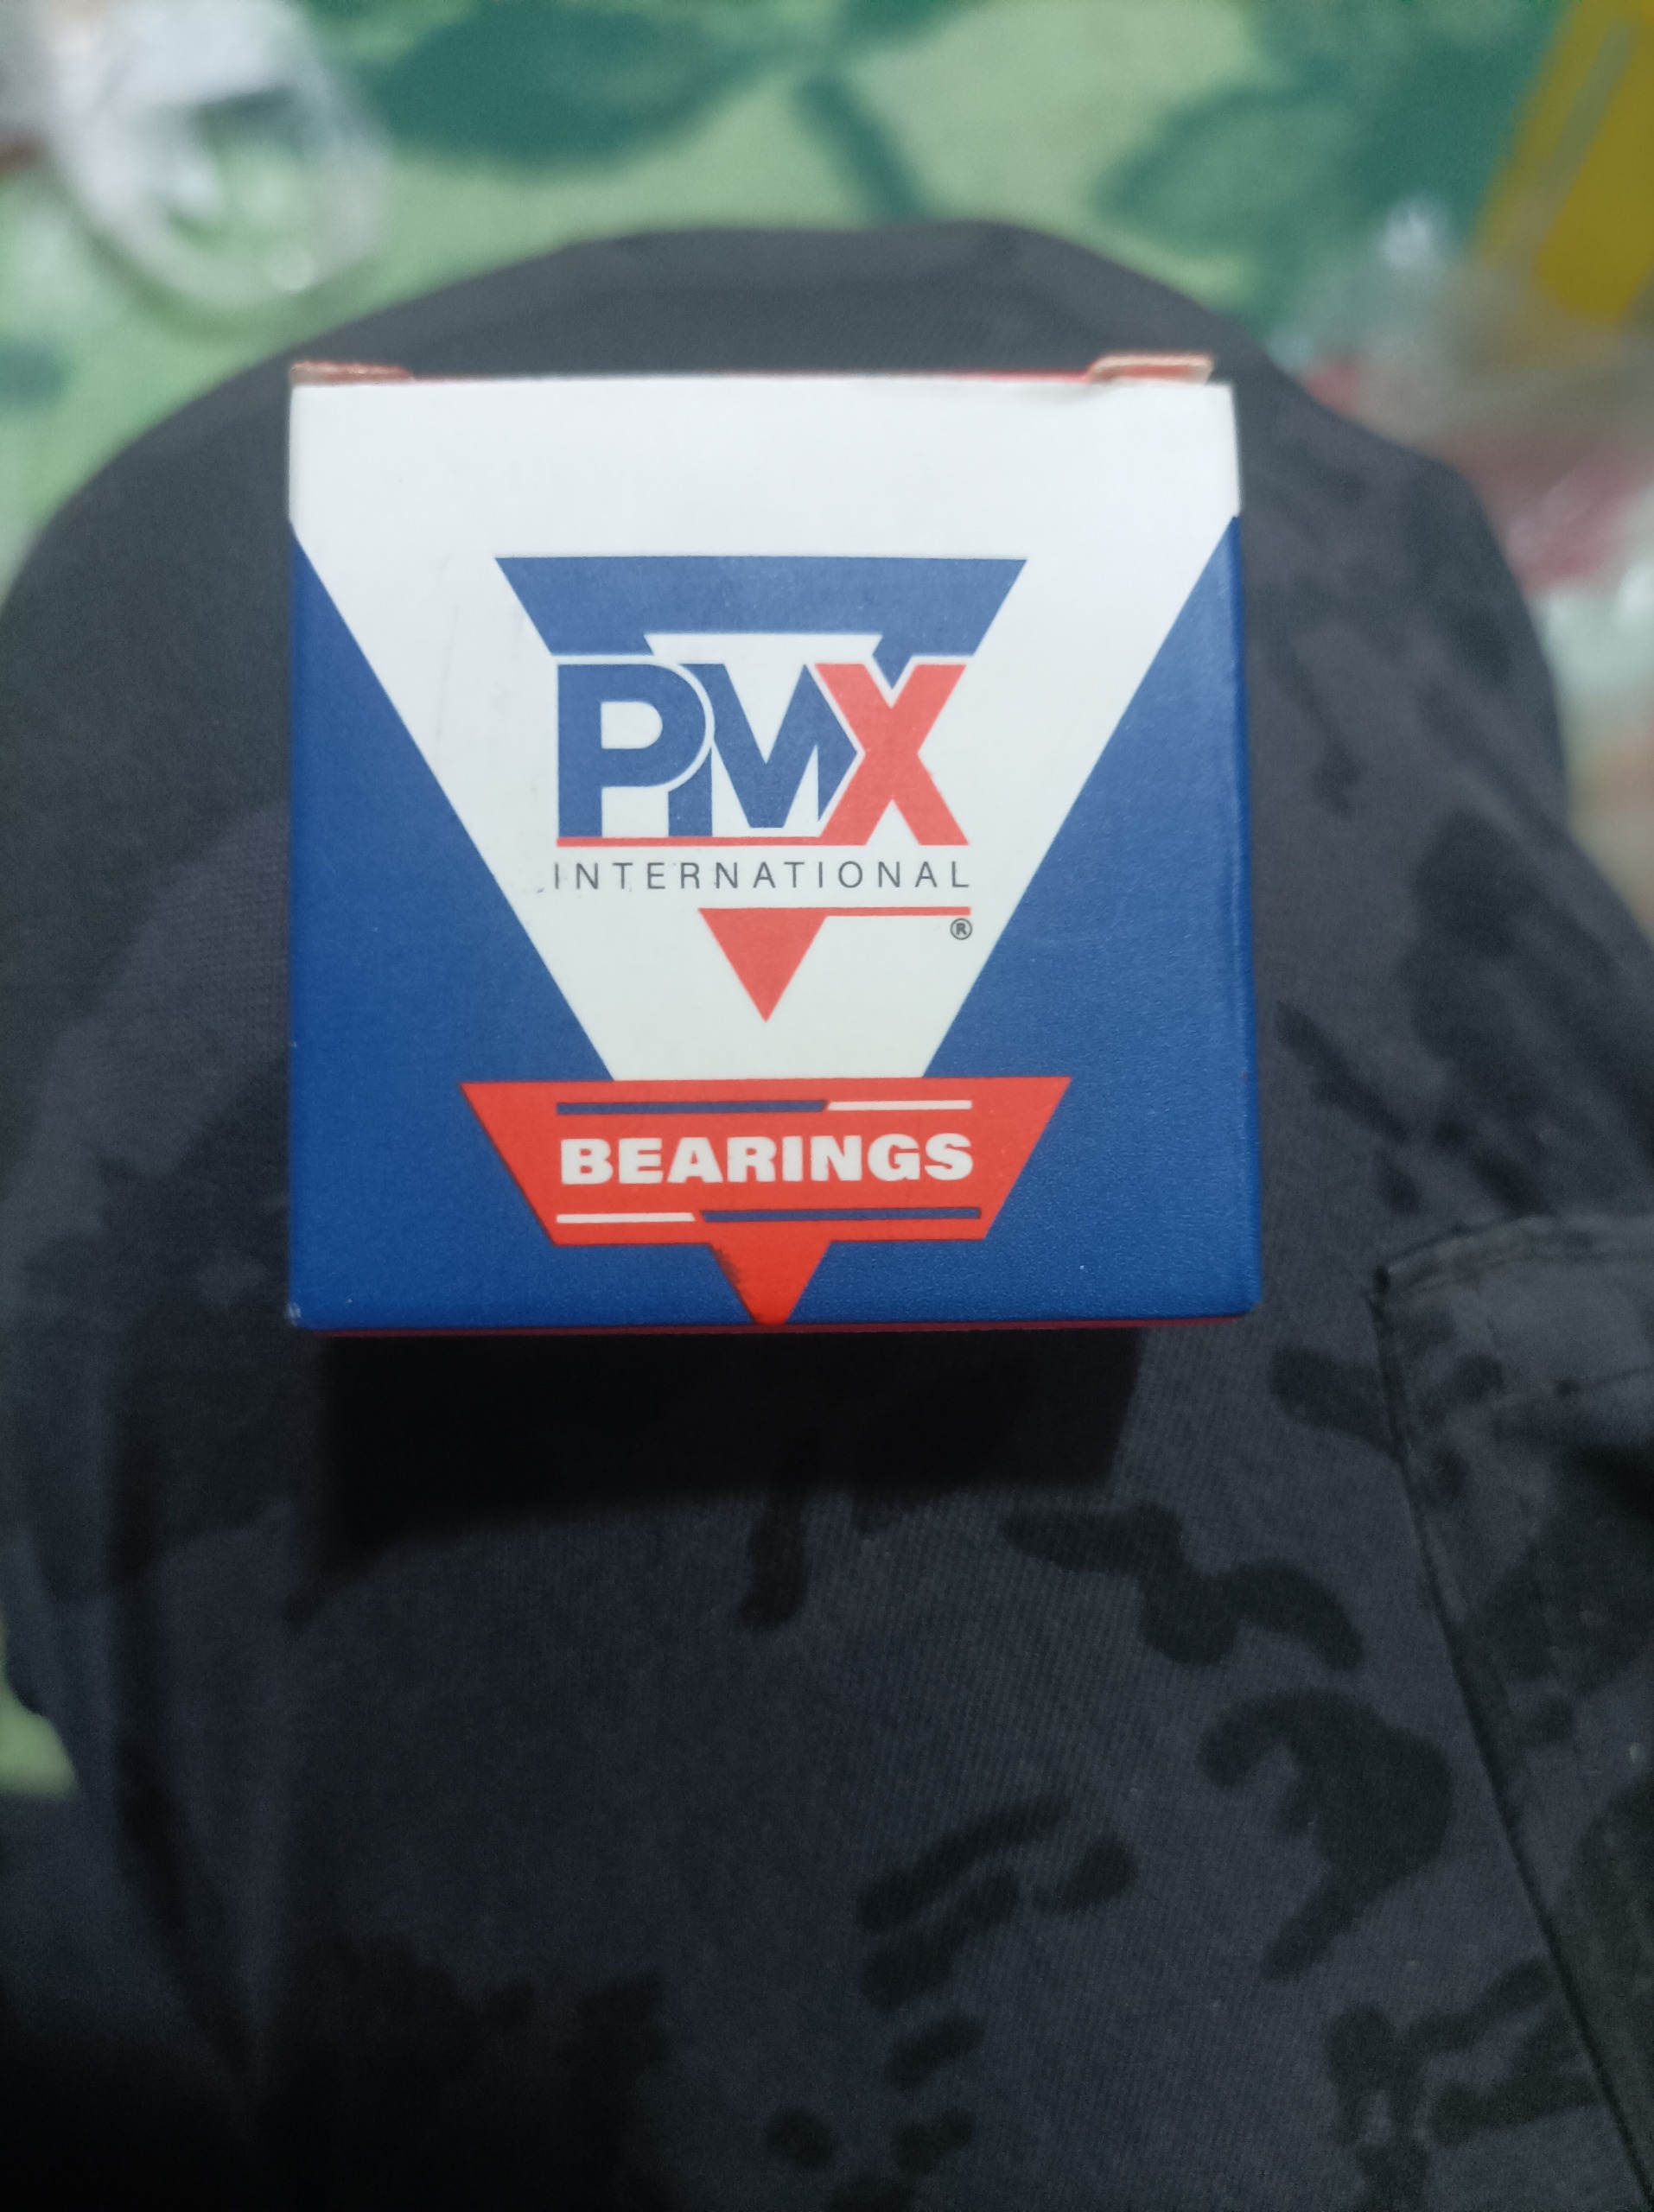 PMX
INTERNATIONAL
®
BEARINGS